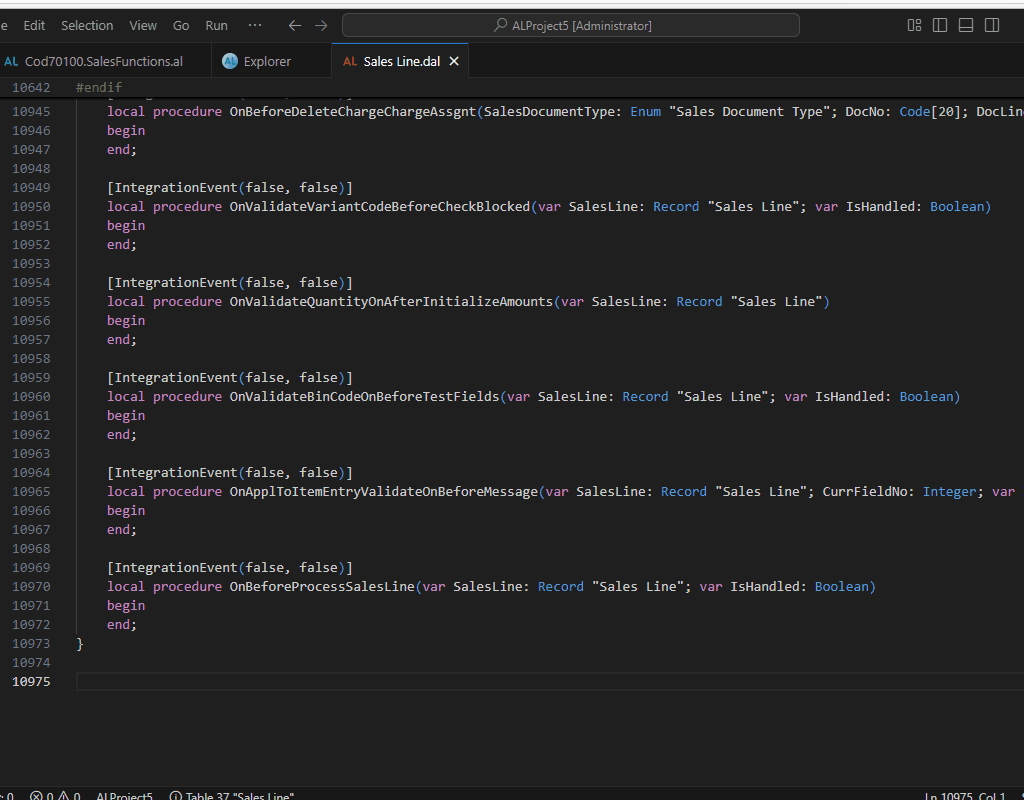 e Edit Selection View Go Run ··· ALProject5 [Administrator]
AL Cod70100.SalesFunctions.al AL Explorer AL Sales Line.dal
10642 #endif
10945 local procedure OnBeforeDeleteChargeChargeAssgnt(SalesDocumentType: Enum "Sales Document Type"; DocNo: Code[20]; DocLin
10946 begin
10947 end;
10948
10949 [IntegrationEvent(false, false)]
10950 local procedure OnValidateVariantCodeBeforeCheckBlocked(var SalesLine: Record "Sales Line"; var IsHandled: Boolean)
10951 begin
10952 end;
10953
10954 [IntegrationEvent(false, false)]
10955 local procedure OnValidateQuantityOnAfterInitializeAmounts(var SalesLine: Record "Sales Line")
10956 begin
10957 end;
10958
10959 [IntegrationEvent(false, false)]
10960 local procedure OnValidateBinCodeOnBeforeTestFields(var SalesLine: Record "Sales Line"; var IsHandled: Boolean)
10961 begin
10962 end;
10963
10964 [IntegrationEvent(false, false)]
10965 local procedure OnApplToItemEntryValidateOnBeforeMessage(var SalesLine: Record "Sales Line"; CurrFieldNo: Integer; var
10966 begin
10967 end;
10968
10969 [IntegrationEvent(false, false)]
10970 local procedure OnBeforeProcessSalesLine(var SalesLine: Record "Sales Line"; var IsHandled: Boolean)
10971 begin
10972 end;
10973 }
10974
10975
: 0 0 0 ALProject5 Table 37 "Sales Line" Ln 10975, Col 1